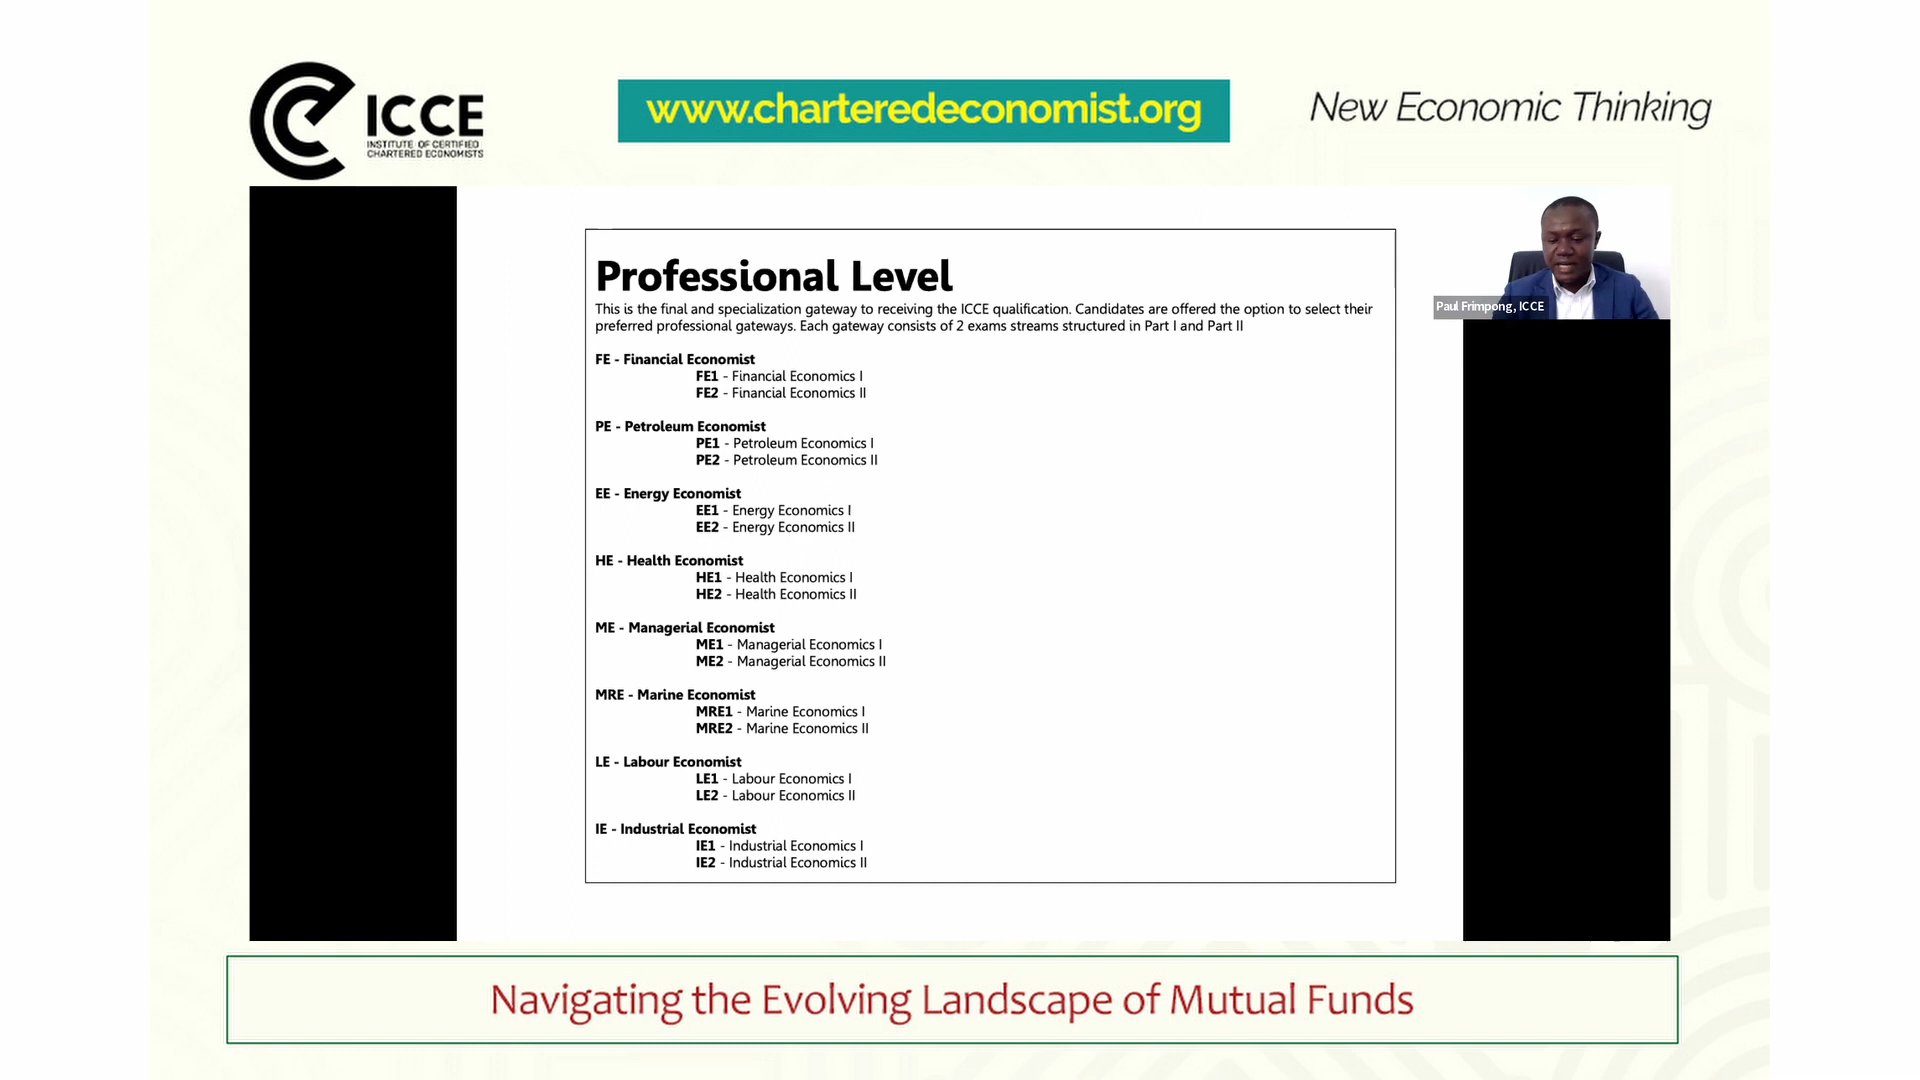 ICCE
INSTITUTE OF CERTIFIED
CHARTERED ECONOMISTS
www.charteredeconomist.org
New Economic Thinking
Paul Frimpong, ICCE
Professional Level
This is the final and specialization gateway to receiving the ICCE qualification. Candidates are offered the option to select their
preferred professional gateways. Each gateway consists of 2 exams streams structured in Part I and Part II
FE - Financial Economist
FE1 - Financial Economics I
FE2 - Financial Economics II
PE - Petroleum Economist
PE1 - Petroleum Economics I
PE2 - Petroleum Economics II
EE - Energy Economist
EE1 - Energy Economics I
EE2 - Energy Economics II
HE - Health Economist
HE1 - Health Economics I
HE2 - Health Economics II
ME - Managerial Economist
ME1 - Managerial Economics I
ME2 - Managerial Economics II
MRE - Marine Economist
MRE1 - Marine Economics I
MRE2 - Marine Economics II
LE - Labour Economist
LE1 - Labour Economics I
LE2 - Labour Economics II
IE - Industrial Economist
IE1 - Industrial Economics I
IE2 - Industrial Economics II
Navigating the Evolving Landscape of Mutual Funds